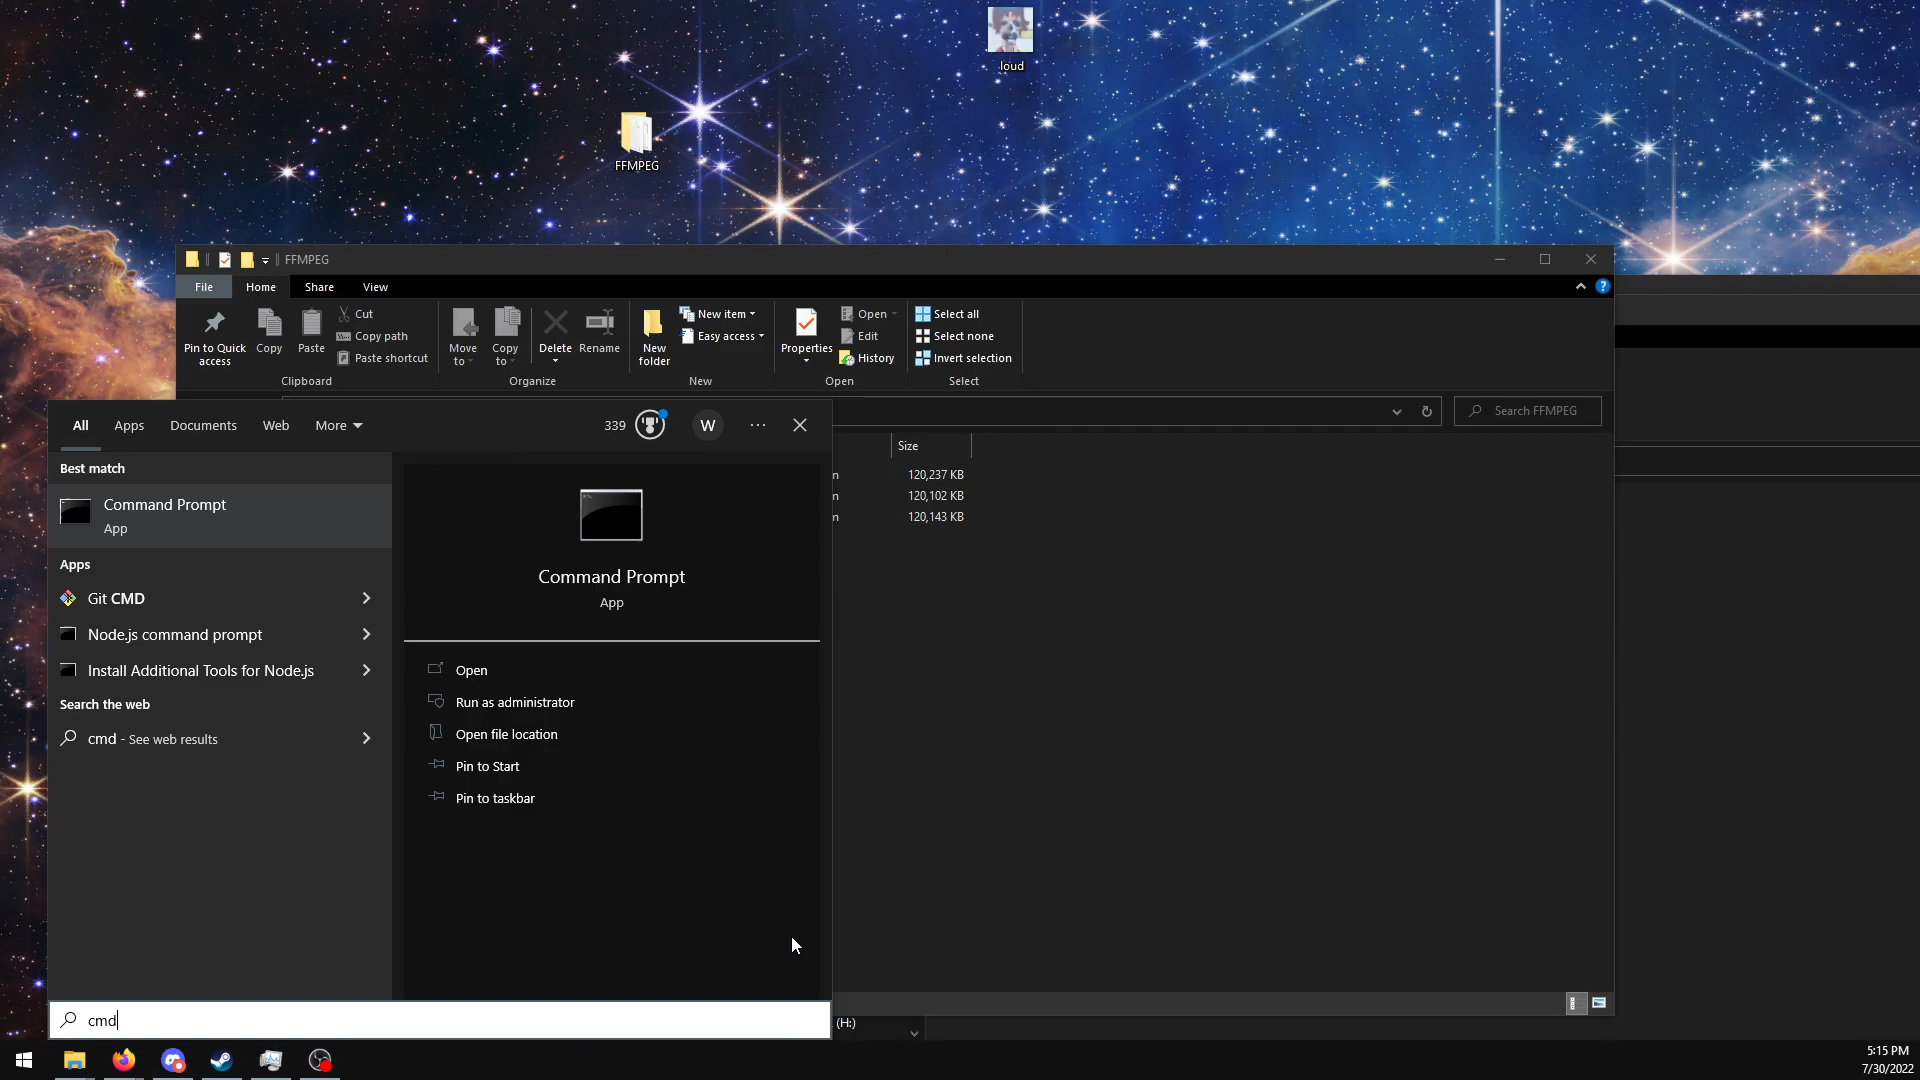 loud
FFMPEG
FFMPEG
File Home Share View
Pin to Quick access
Copy
Paste
Cut
Copy path
Paste shortcut
Clipboard
Move to
Copy to
Delete
Rename
Organize
New folder
New item
Easy access
New
Properties
Open
Edit
History
Open
Select all
Select none
Invert selection
Select
Search FFMPEG
Size
n 120,237 KB
n 120,102 KB
n 120,143 KB
All Apps Documents Web More
339
W
Best match
Command Prompt
App
Apps
Git CMD
Node.js command prompt
Install Additional Tools for Node.js
Search the web
cmd - See web results
Command Prompt
App
Open
Run as administrator
Open file location
Pin to Start
Pin to taskbar
(H:)
cmd
5:15 PM
7/30/2022